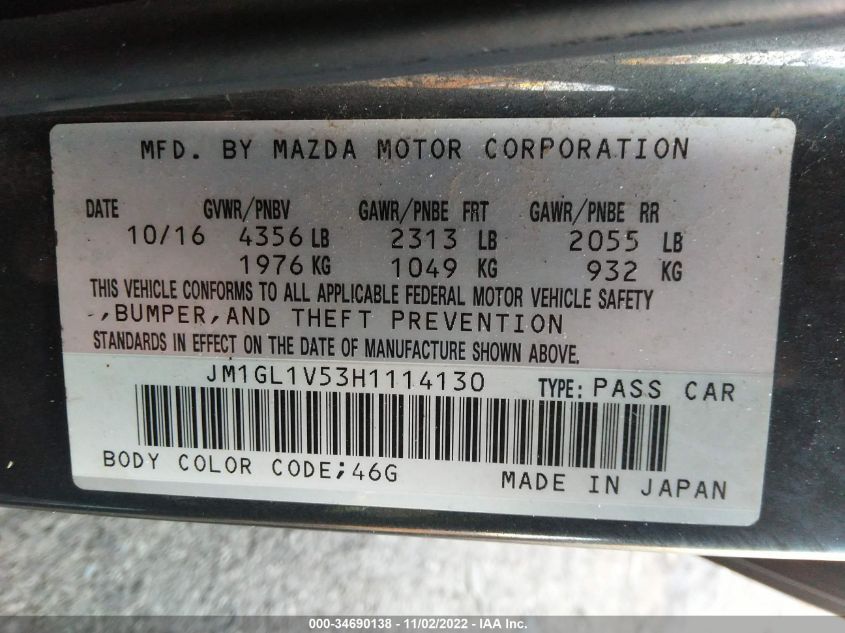 MFD. BY MAZDA MOTOR CORPORATION
DATE GVWR/PNBV GAWR/PNBE FRT GAWR/PNBE RR
10/16 4356 LB 2313 LB 2055 LB
1976 KG 1049 KG 932 KG
THIS VEHICLE CONFORMS TO ALL APPLICABLE FEDERAL MOTOR VEHICLE SAFETY
,BUMPER,AND THEFT PREVENTION
STANDARDS IN EFFECT ON THE DATE OF MANUFACTURE SHOWN ABOVE.
JM1GL1V53H1114130 TYPE: PASS CAR
BODY COLOR CODE;46G MADE IN JAPAN
000-34690138 - 11/02/2022 - IAA Inc.